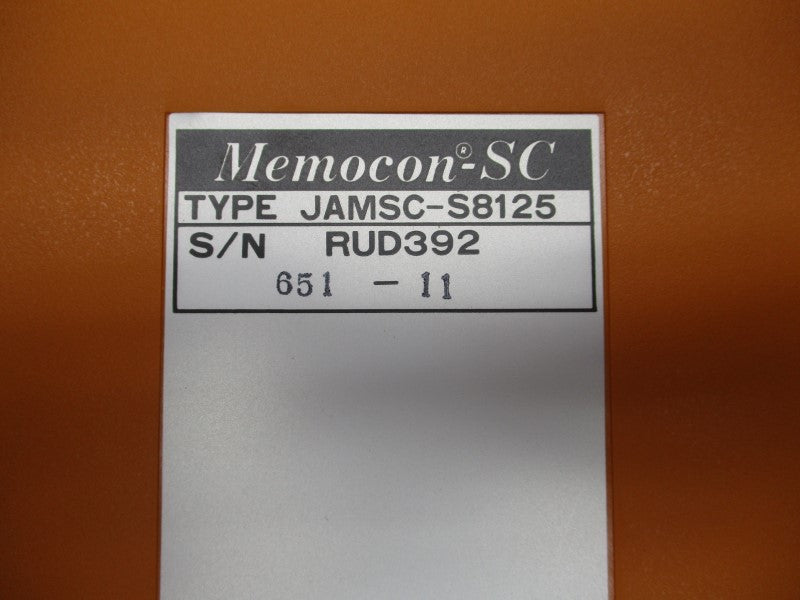 Memocon®-SC
TYPE JAMSC-S8125
S/N RUD392
651 - 11